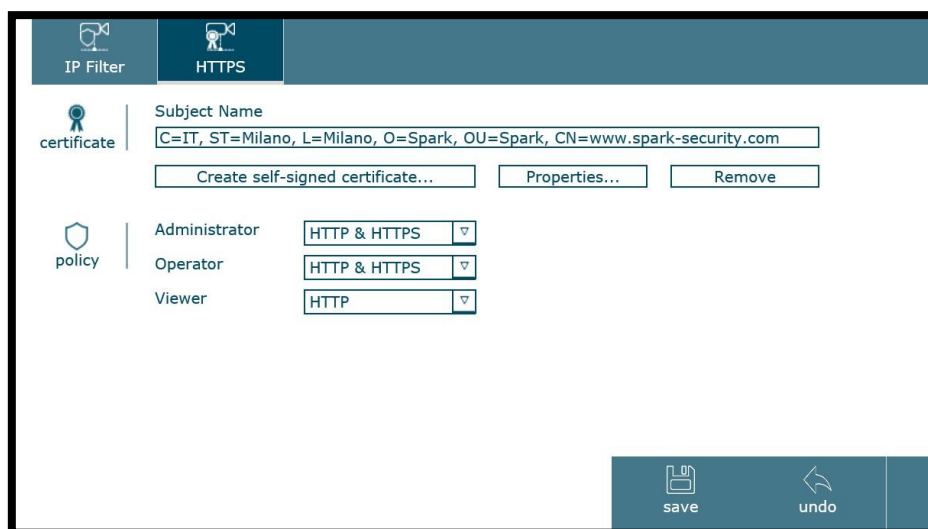 IP Filter
HTTPS
certificate
Subject Name
C=IT, ST=Milano, L=Milano, O=Spark, OU=Spark, CN=www.spark-security.com
Create self-signed certificate... Properties... Remove
policy
Administrator HTTP & HTTPS
Operator HTTP & HTTPS
Viewer HTTP
save undo